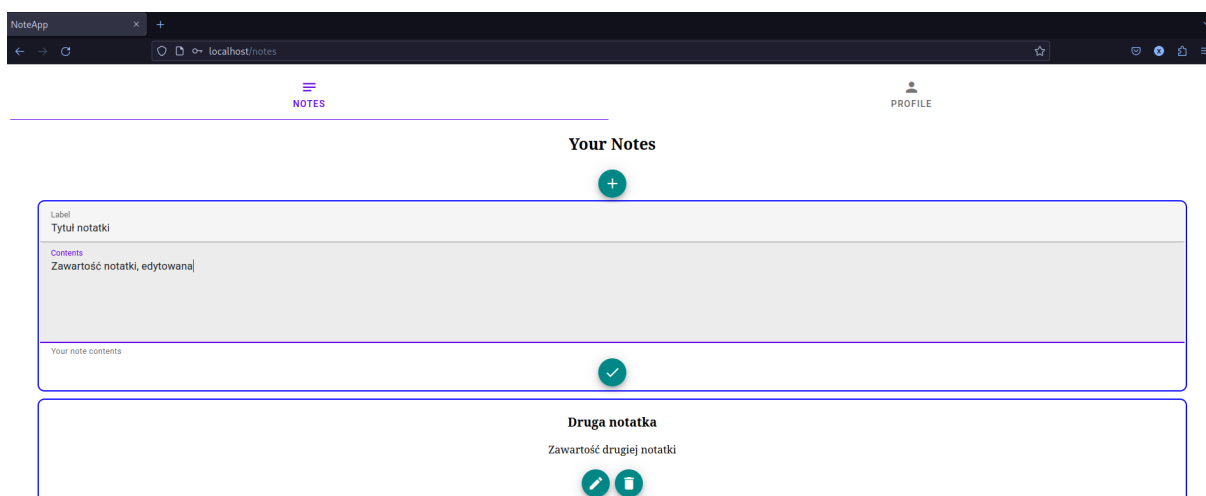 NoteApp
localhost/notes
NOTES
PROFILE
Your Notes
Label
Tytuł notatki
Contents
Zawartość notatki, edytowana
Your note contents
Druga notatka
Zawartość drugiej notatki